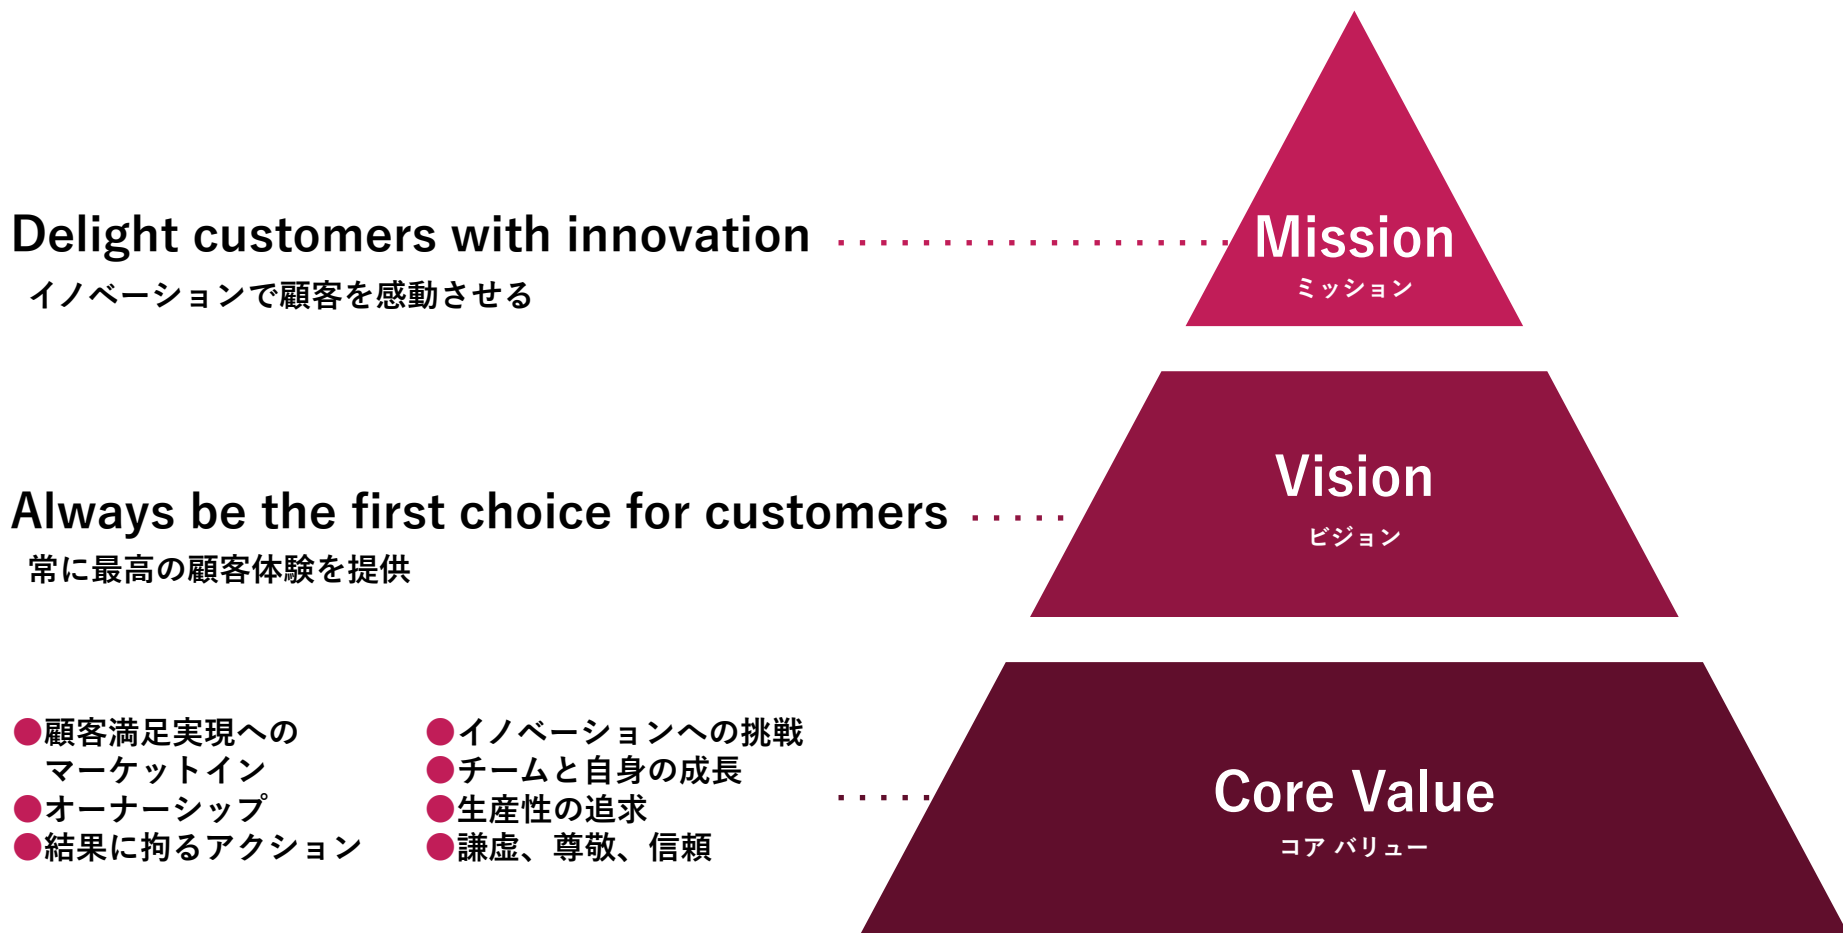 Delight customers with innovation
イノベーションで顧客を感動させる
Mission
ミッション
Always be the first choice for customers
常に最高の顧客体験を提供
Vision
ビジョン
●顧客満足実現への
マーケットイン
●オーナーシップ
●結果に拘るアクション
●イノベーションへの挑戦
●チームと自身の成長
●生産性の追求
●謙虚、尊敬、信頼
Core Value
コア バリュー